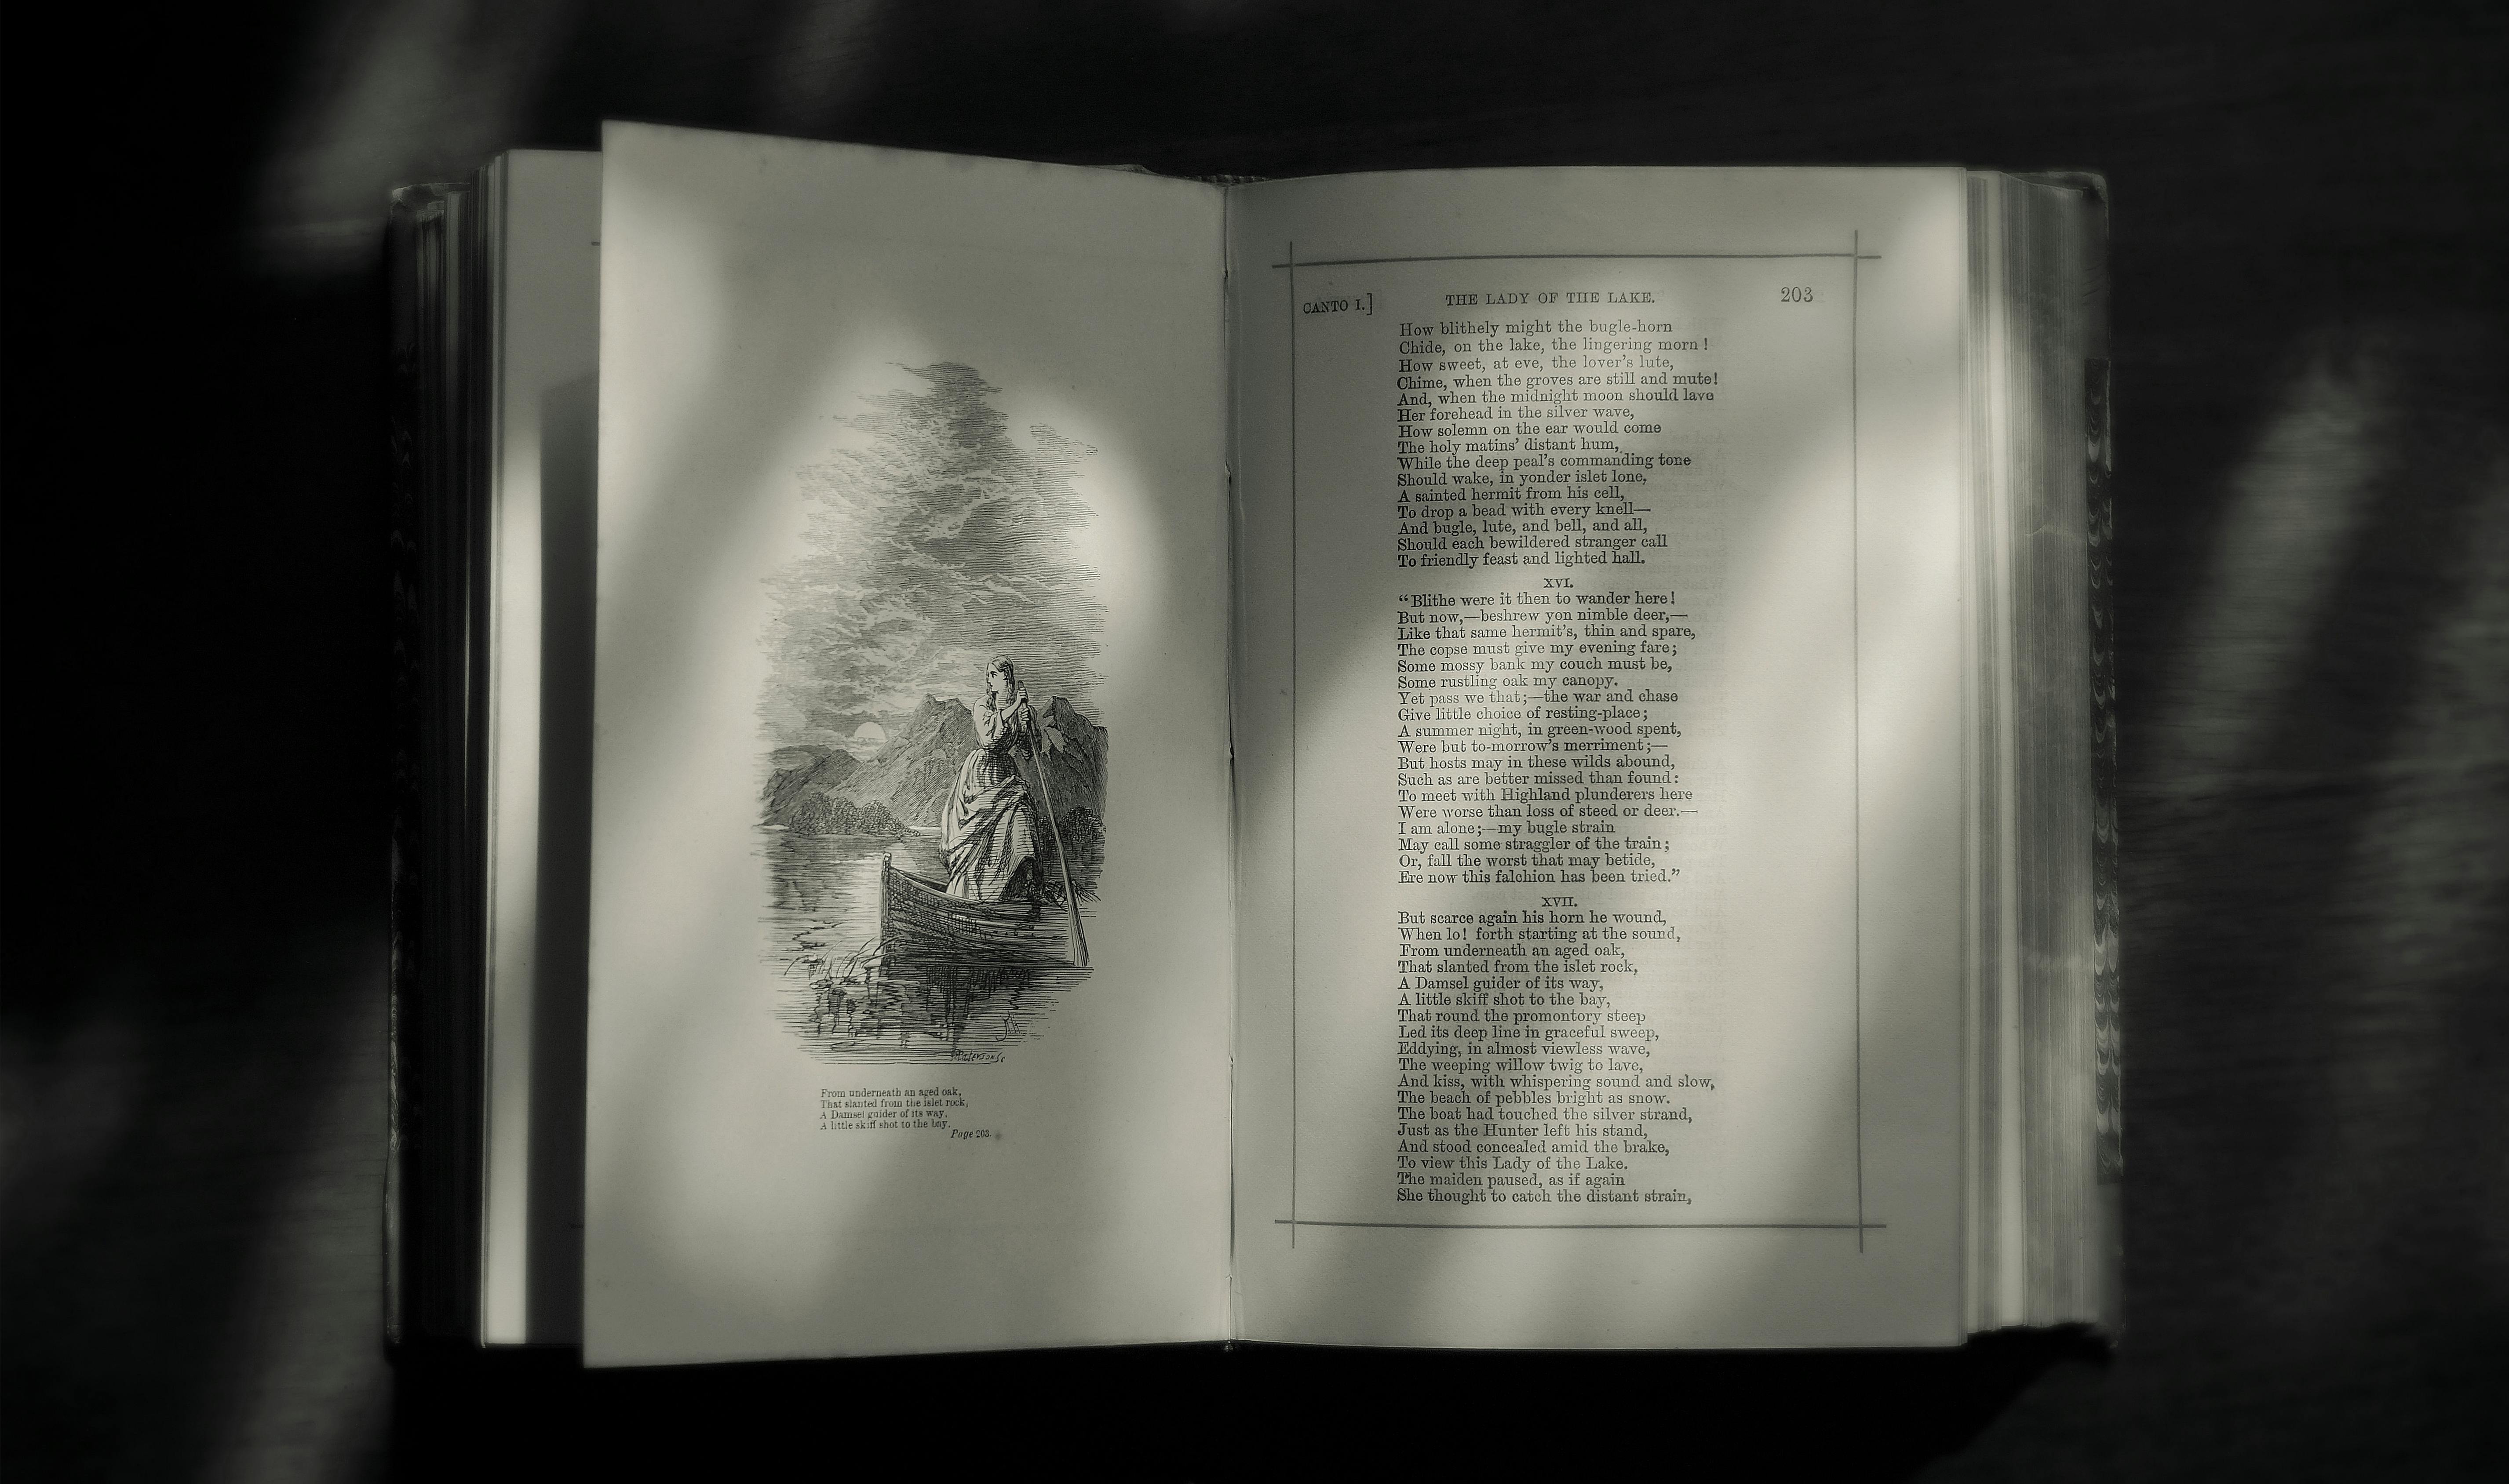 From underneath an aged oak,
That slanted from the islet rock,
A Damsel guider of its way,
A little skiff shot to the bay.
Page 203.
CANTO I.]
THE LADY OF THE LAKE.
203
How blithely might the bugle-horn
Chide, on the lake, the lingering morn!
How sweet, at eve, the lover's lute,
Chime, when the groves are still and mute!
And, when the midnight moon should lave
Her forehead in the silver wave,
How solemn on the ear would come
The holy matins' distant hum,
While the deep peal's commanding tone
Should wake, in yonder islet lone,
A sainted hermit from his cell,
To drop a bead with every knell—
And bugle, lute, and bell, and all,
Should each bewildered stranger call
To friendly feast and lighted hall.
XVI.
“Blithe were it then to wander here!
But now,—beshrew yon nimble deer,—
Like that same hermit's, thin and spare,
The copse must give my evening fare;
Some mossy bank my couch must be,
Some rustling oak my canopy.
Yet pass we that;—the war and chase
Give little choice of resting-place;
A summer night, in green-wood spent,
Were but to-morrow's merriment;—
But hosts may in these wilds abound,
Such as are better missed than found:
To meet with Highland plunderers here
Were worse than loss of steed or deer.—
I am alone;—my bugle strain
May call some straggler of the train;
Or, fall the worst that may betide,
Ere now this falchion has been tried.”
XVII.
But scarce again his horn he wound,
When lo! forth starting at the sound,
From underneath an aged oak,
That slanted from the islet rock,
A Damsel guider of its way,
A little skiff shot to the bay,
That round the promontory steep
Led its deep line in graceful sweep,
Eddying, in almost viewless wave,
The weeping willow twig to lave,
And kiss, with whispering sound and slow,
The beach of pebbles bright as snow.
The boat had touched the silver strand,
Just as the Hunter left his stand,
And stood concealed amid the brake,
To view this Lady of the Lake.
The maiden paused, as if again
She thought to catch the distant strain,